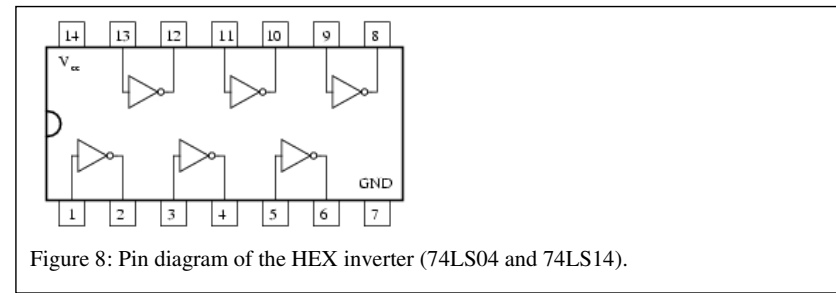 14 13 12 11 10 9 8
Vcc
GND
1 2 3 4 5 6 7
Figure 8: Pin diagram of the HEX inverter (74LS04 and 74LS14).